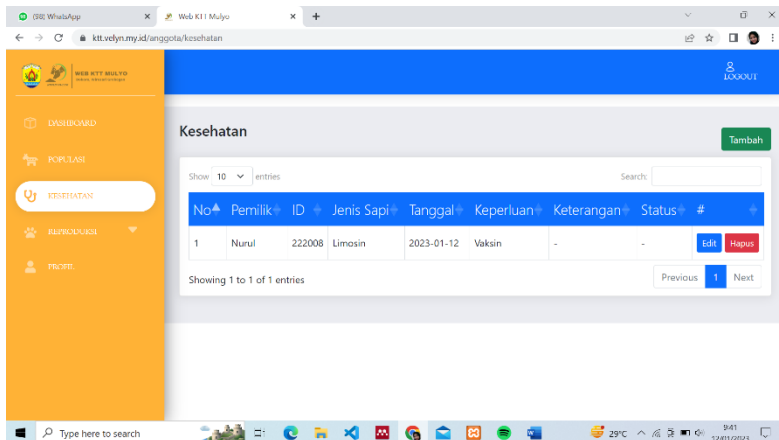 (98) WhatsApp
Web KTT Mulyo
ktt.velyn.my.id/anggota/kesehatan
WEB KTT MULYO
LOGOUT
DASHBOARD
POPULASI
KESEHATAN
REPRODUKSI
PROFIL
Kesehatan
Tambah
Show 10 entries
Search:
No Pemilik ID Jenis Sapi Tanggal Keperluan Keterangan Status #
1 Nurul 222008 Limosin 2023-01-12 Vaksin - - Edit Hapus
Showing 1 to 1 of 1 entries
Previous 1 Next
Type here to search
29°C
9:41
12/01/2023